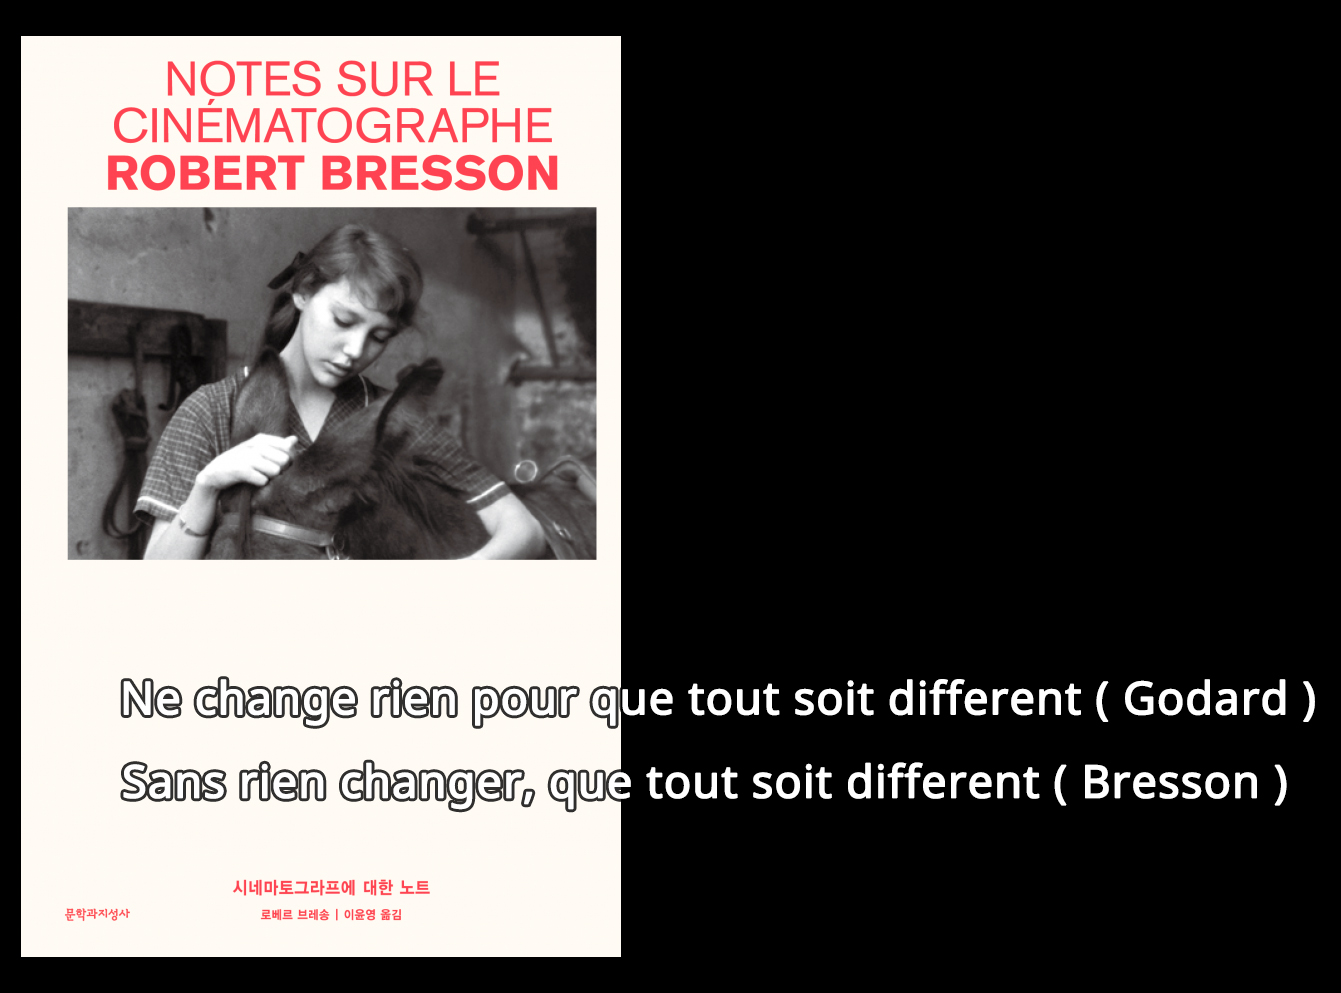 NOTES SUR LE
CINÉMATOGRAPHE
ROBERT BRESSON
Ne change rien pour que tout soit different ( Godard )
Sans rien changer, que tout soit different ( Bresson )
시네마토그라프에 대한 노트
문학과지성사
로베르 브레송 | 이윤영 옮김